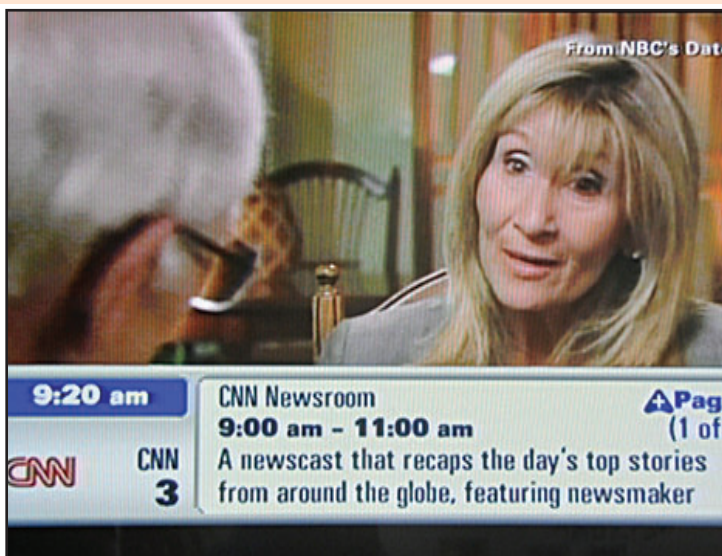 From NBC's Date
9:20 am
CNN
CNN
3
CNN Newsroom
9:00 am – 11:00 am
A newscast that recaps the day's top stories
from around the globe, featuring newsmaker
+ Pag
(1 of